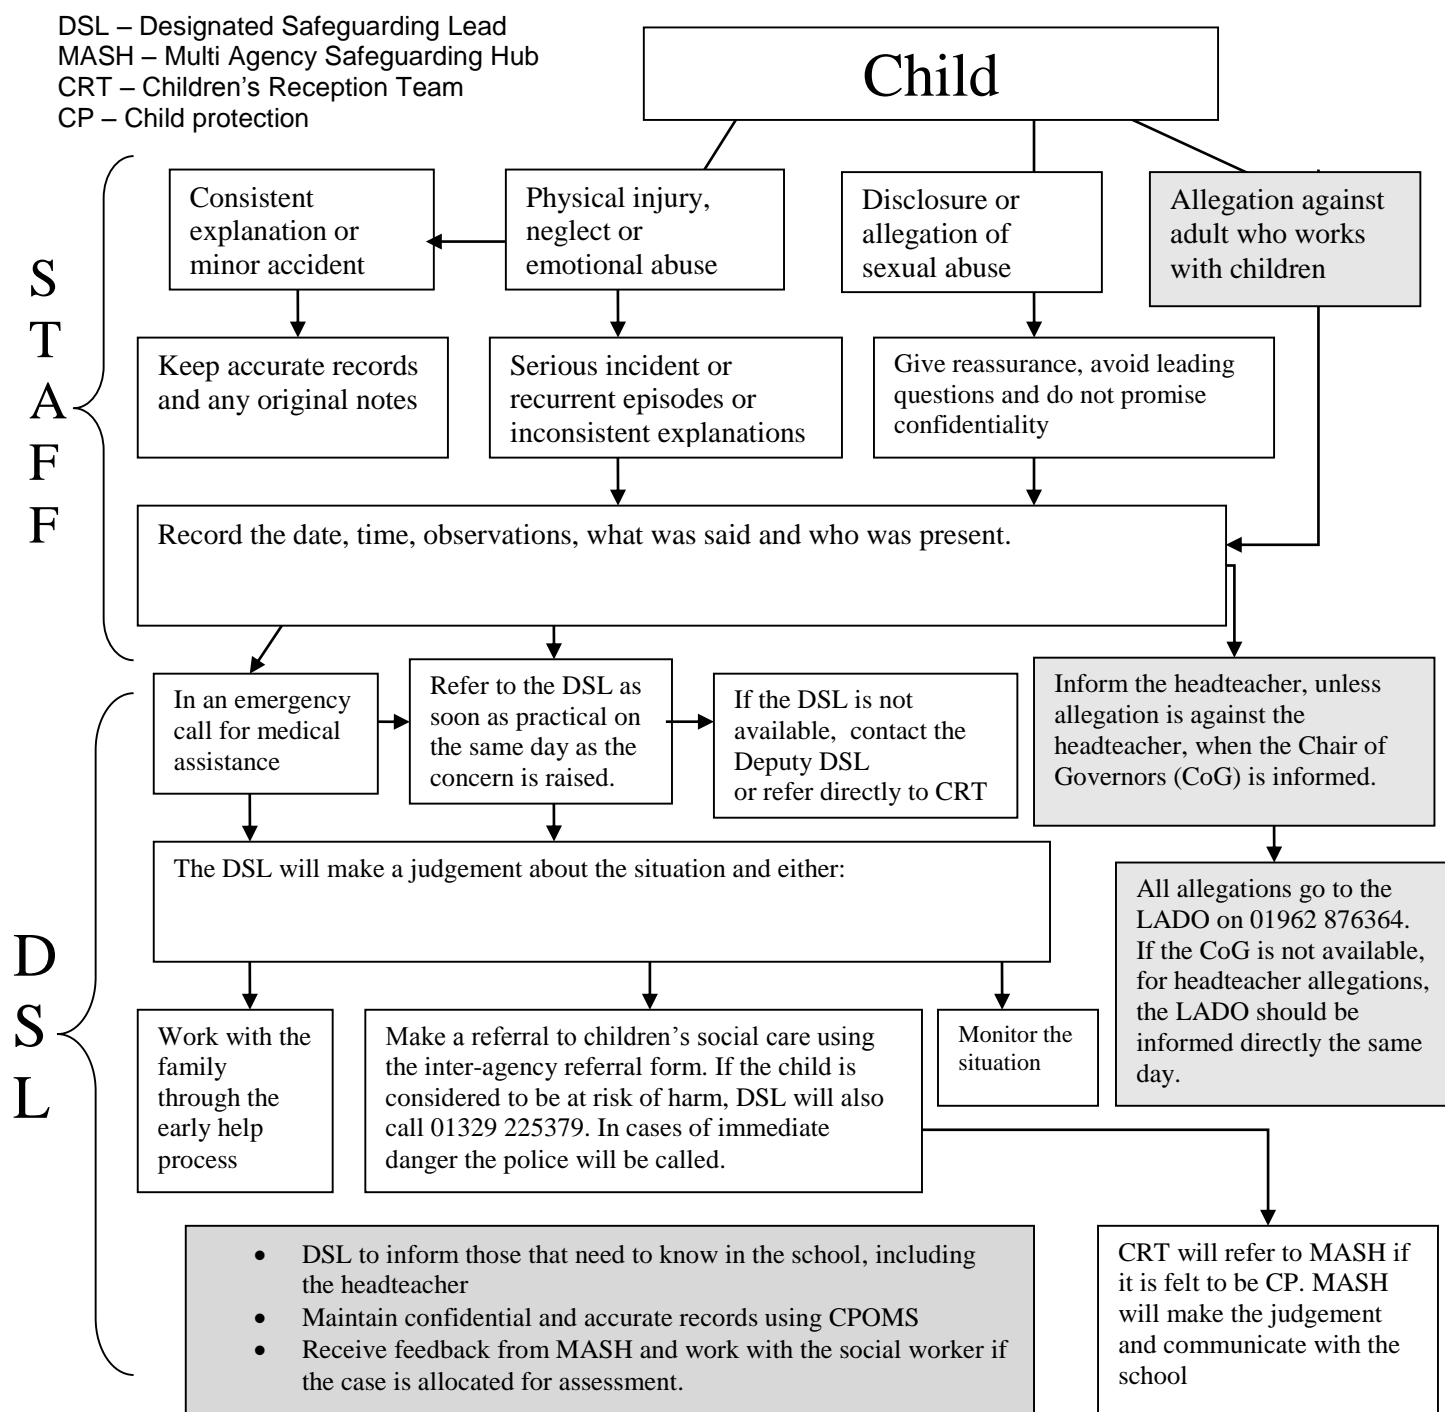 DSL – Designated Safeguarding Lead
MASH – Multi Agency Safeguarding Hub
CRT – Children’s Reception Team
CP – Child protection
Child
S
T
A
F
F
Consistent
explanation or
minor accident
Physical injury,
neglect or
emotional abuse
Disclosure or
allegation of
sexual abuse
Allegation against
adult who works
with children
Keep accurate records
and any original notes
Serious incident or
recurrent episodes or
inconsistent explanations
Give reassurance, avoid leading
questions and do not promise
confidentiality
Record the date, time, observations, what was said and who was present.
D
S
L
In an emergency
call for medical
assistance
Refer to the DSL as
soon as practical on
the same day as the
concern is raised.
If the DSL is not
available,  contact the
Deputy DSL
or refer directly to CRT
Inform the headteacher, unless
allegation is against the
headteacher, when the Chair of
Governors (CoG) is informed.
The DSL will make a judgement about the situation and either:
All allegations go to the
LADO on 01962 876364.
If the CoG is not available,
for headteacher allegations,
the LADO should be
informed directly the same
day.
Work with the
family
through the
early help
process
Make a referral to children’s social care using
the inter-agency referral form. If the child is
considered to be at risk of harm, DSL will also
call 01329 225379. In cases of immediate
danger the police will be called.
Monitor the
situation
• DSL to inform those that need to know in the school, including
the headteacher
• Maintain confidential and accurate records using CPOMS
• Receive feedback from MASH and work with the social worker if
the case is allocated for assessment.
CRT will refer to MASH if
it is felt to be CP. MASH
will make the judgement
and communicate with the
school